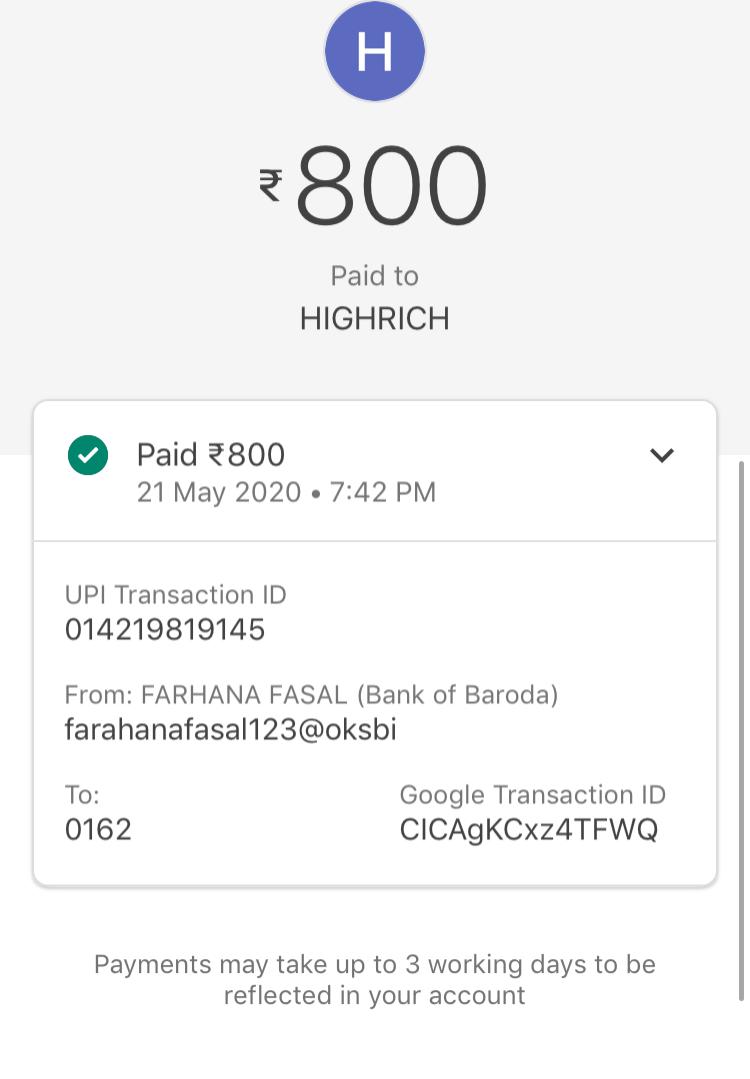 H
₹800
Paid to
HIGHRICH
Paid ₹800
21 May 2020 • 7:42 PM
UPI Transaction ID
014219819145
From: FARHANA FASAL (Bank of Baroda)
farahanafasal123@oksbi
To:
0162
Google Transaction ID
CICAgKCxz4TFWQ
Payments may take up to 3 working days to be
reflected in your account